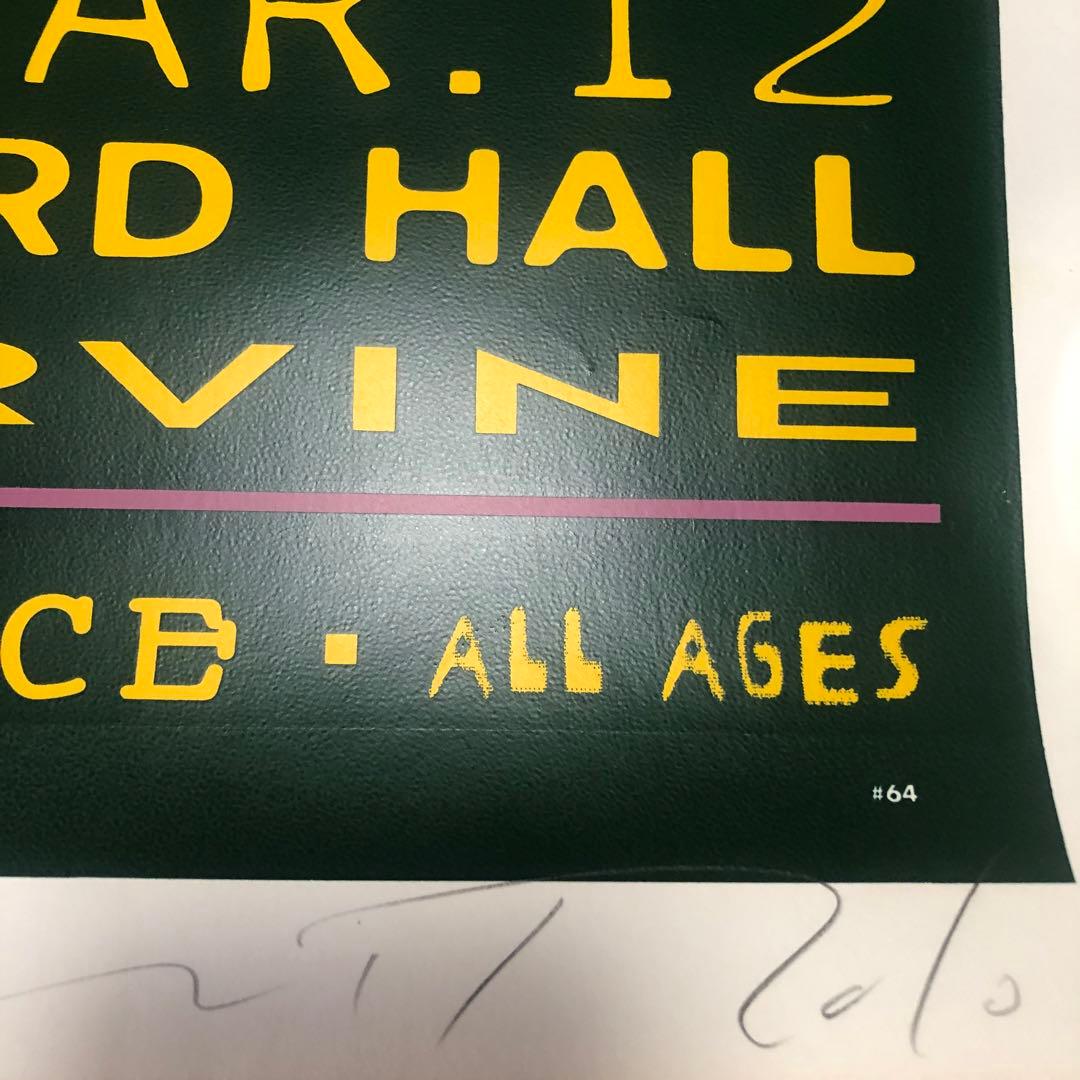 AR. 12
RD HALL
RVINE
CE ▪ ALL AGES
#64